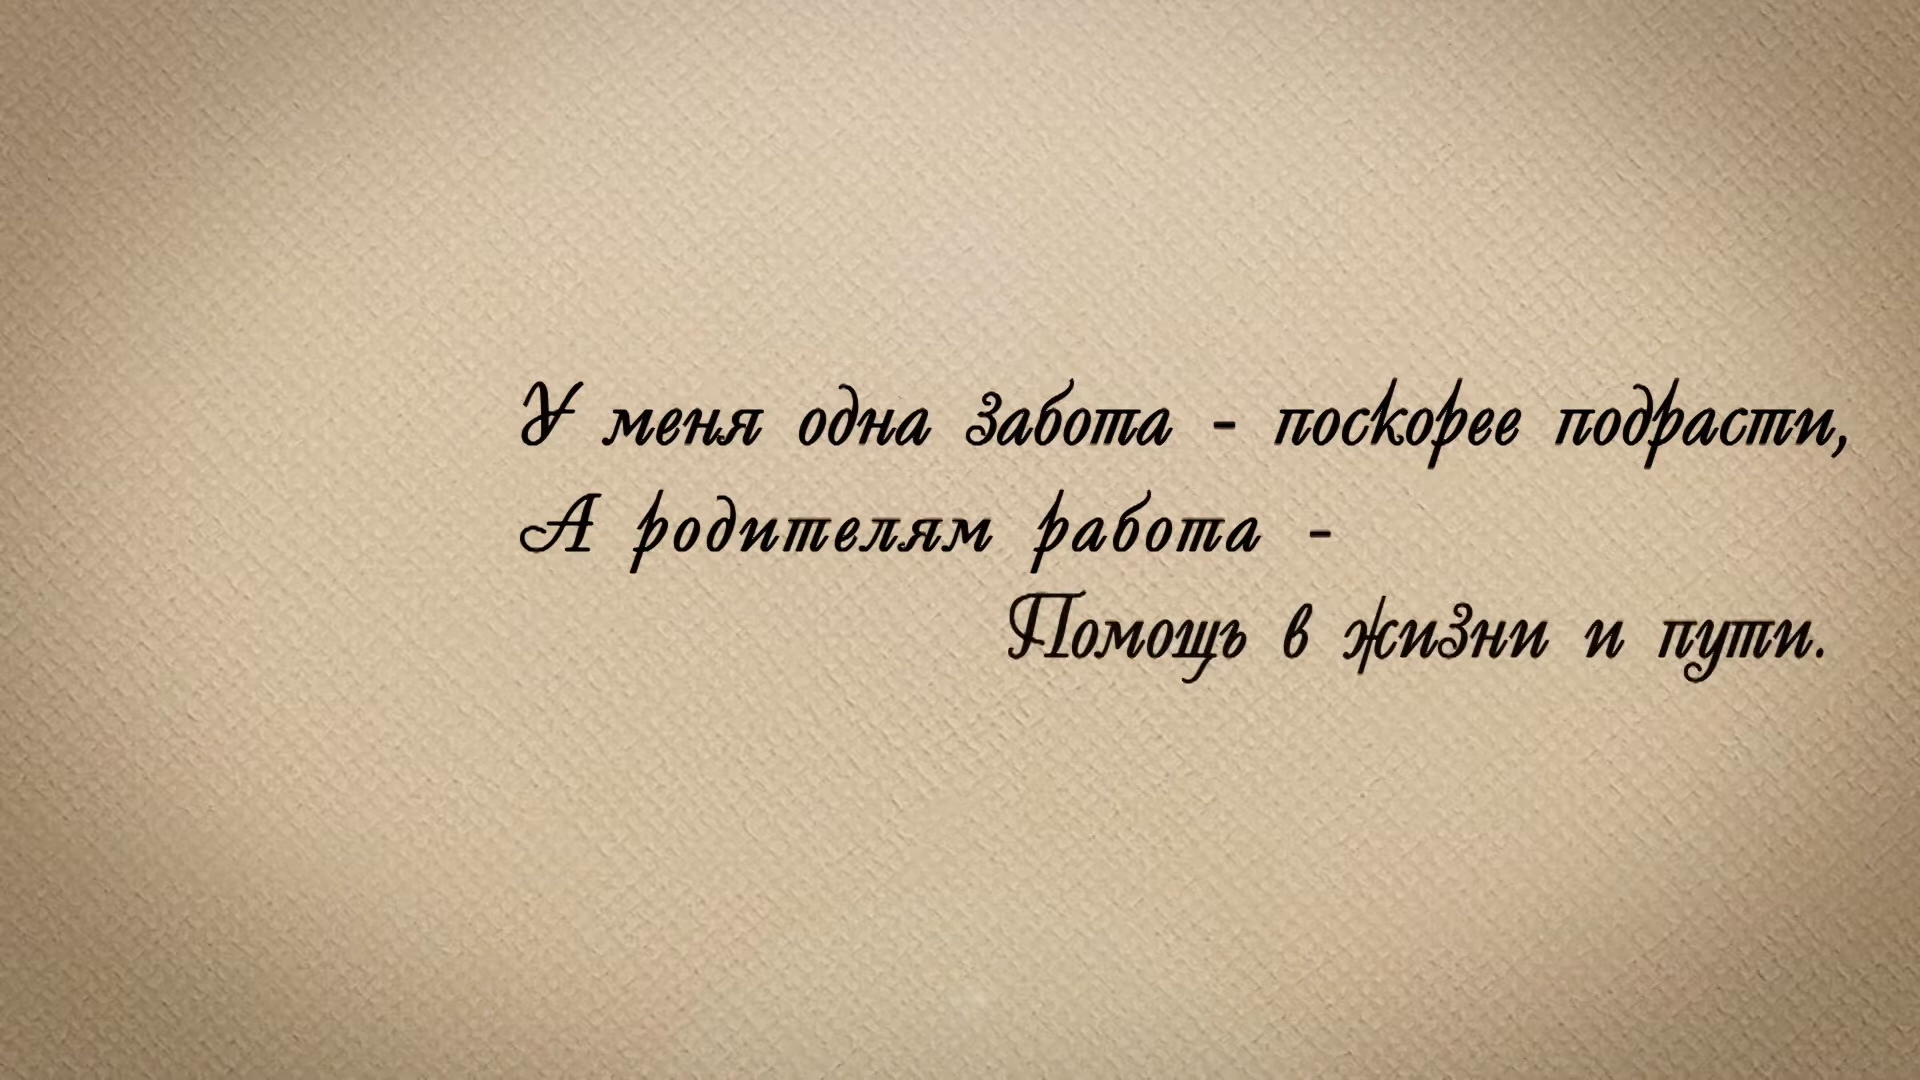 У меня одна забота - поскорее подрасти,
А родителям работа -
Помощь в жизни и пути.